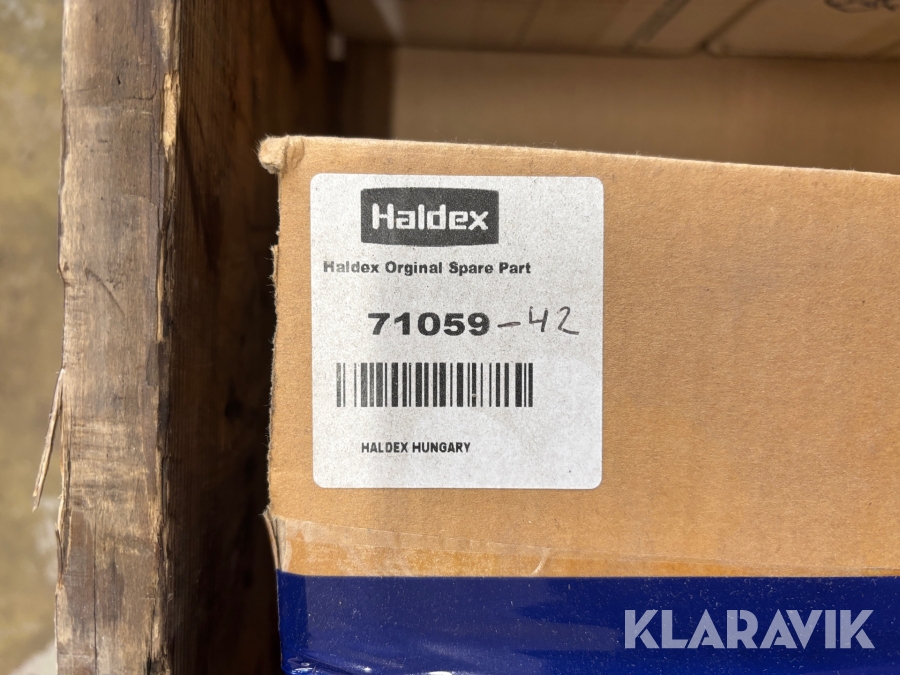 Haldex
Haldex Orginal Spare Part
71059-42
HALDEX HUNGARY
KLARAVIK